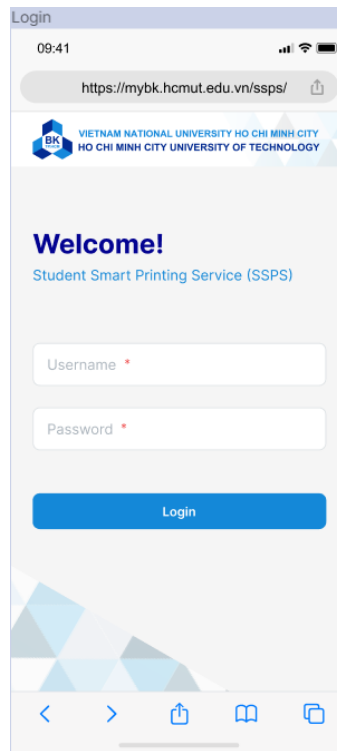 Login
09:41
https://mybk.hcmut.edu.vn/ssps/
BK
VIETNAM NATIONAL UNIVERSITY HO CHI MINH CITY
HO CHI MINH CITY UNIVERSITY OF TECHNOLOGY
Welcome!
Student Smart Printing Service (SSPS)
Username *
Password *
Login